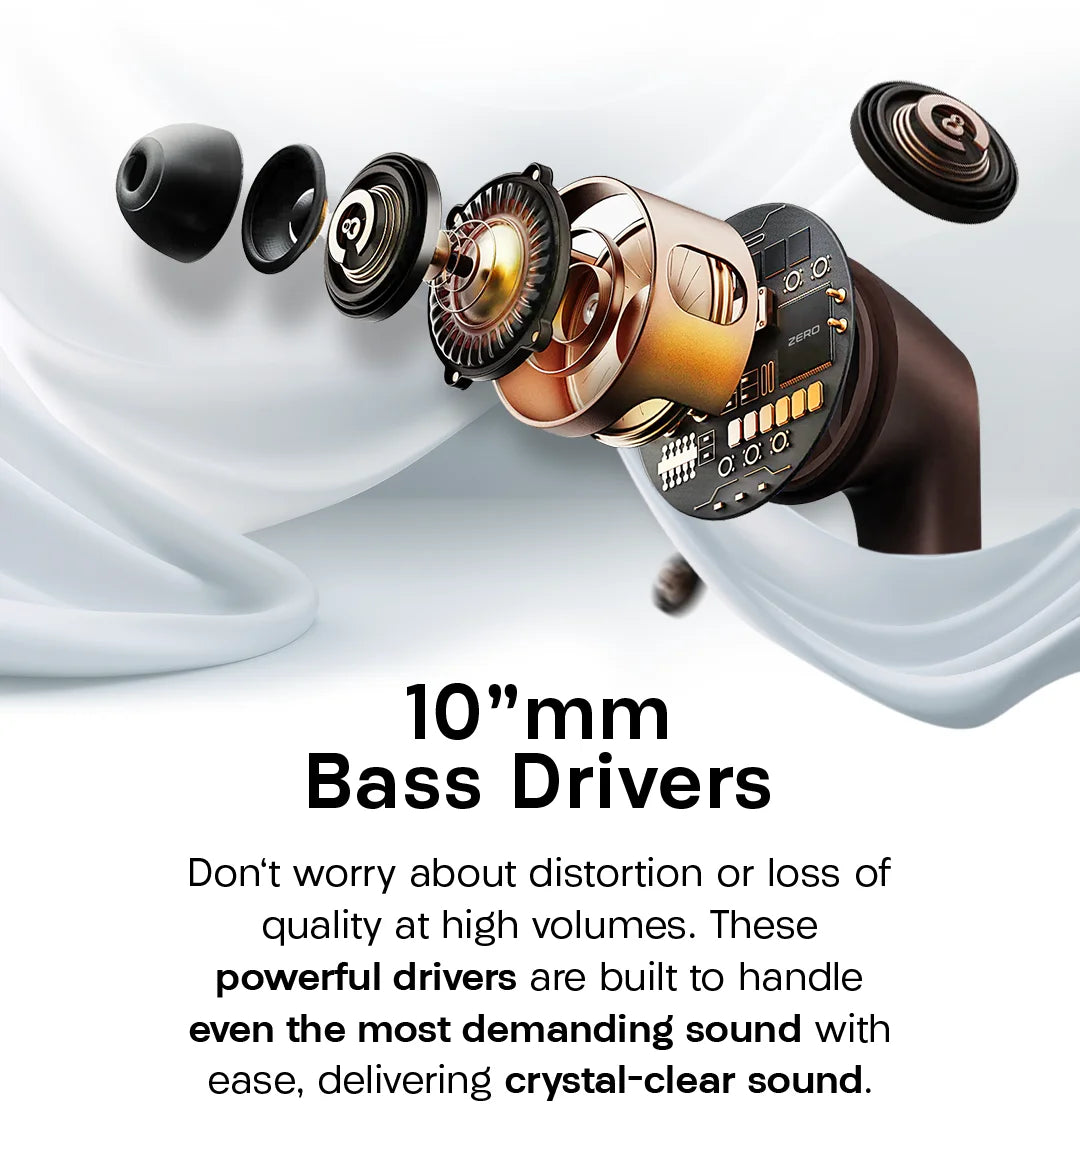 ZERO
10”mm
Bass Drivers
Don‘t worry about distortion or loss of
quality at high volumes. These
powerful drivers are built to handle
even the most demanding sound with
ease, delivering crystal-clear sound.